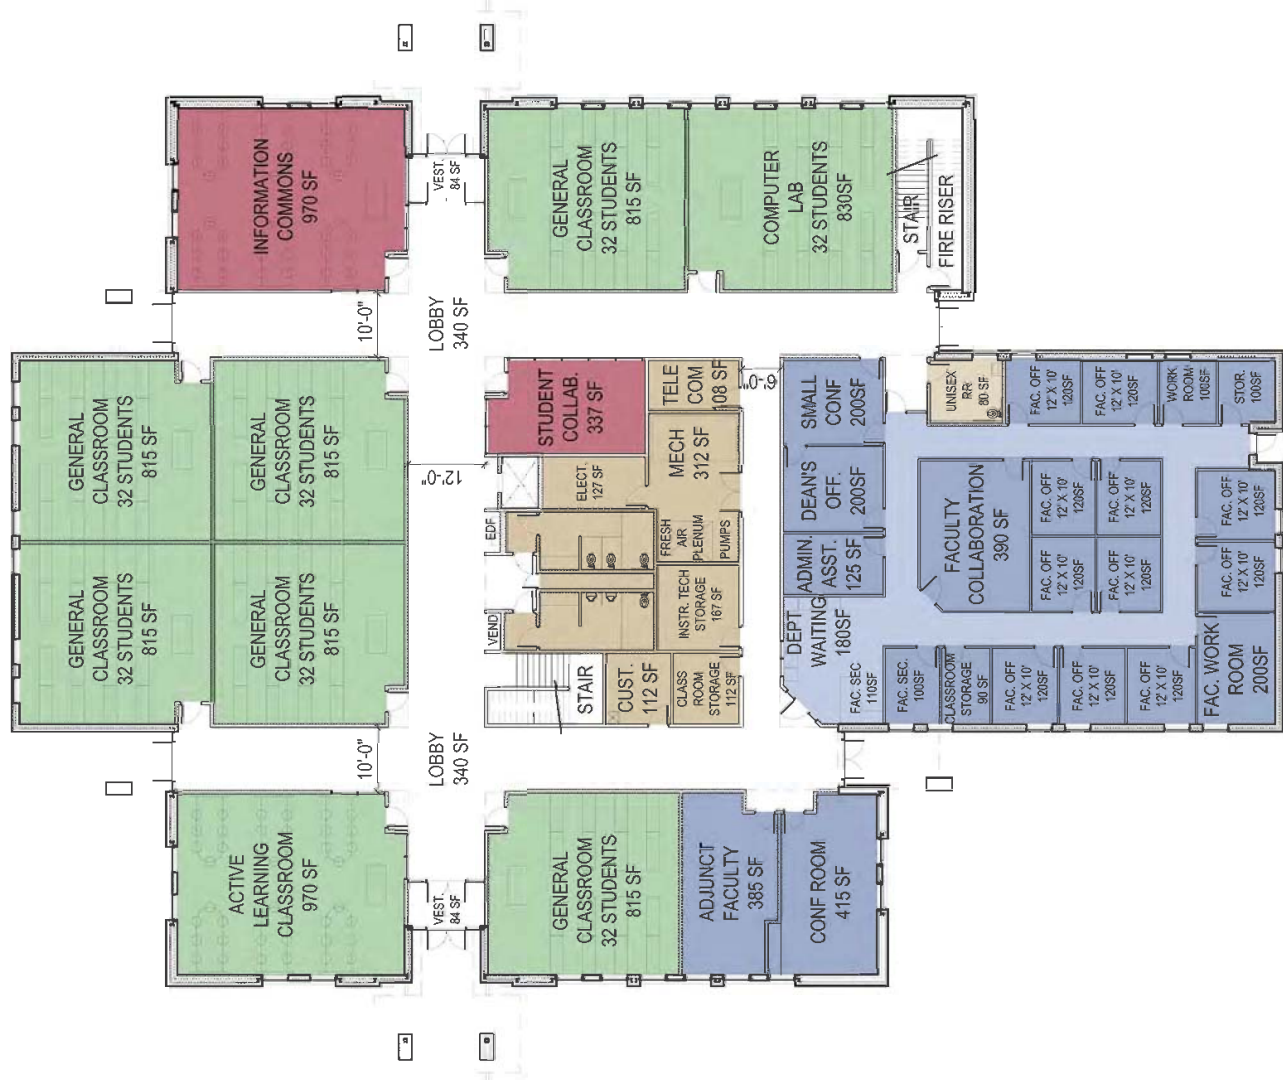 INFORMATION
COMMONS
970 SF
VEST.
84 SF
GENERAL
CLASSROOM
32 STUDENTS
815 SF
COMPUTER
LAB
32 STUDENTS
830SF
STAIR
FIRE RISER
10'-0"
LOBBY
340 SF
GENERAL
CLASSROOM
32 STUDENTS
815 SF
GENERAL
CLASSROOM
32 STUDENTS
815 SF
STUDENT
COLLAB.
337 SF
TELE
COM
108 SF
6'-0"
SMALL
CONF
200SF
UNISEX
RR
80 SF
FAC. OFF
12' X 10'
120SF
FAC. OFF
12' X 10'
120SF
WORK
ROOM
100SF
STOR.
100SF
12'-0"
ELECT.
127 SF
MECH
312 SF
DEAN'S
OFF.
200SF
FACULTY
COLLABORATION
390 SF
FAC. OFF
12' X 10'
120SF
FAC. OFF
12' X 10'
120SF
FAC. OFF
12' X 10'
120SF
EDF
FRESH
AIR
PLENUM
PUMPS
GENERAL
CLASSROOM
32 STUDENTS
815 SF
GENERAL
CLASSROOM
32 STUDENTS
815 SF
ADMIN.
ASST.
125 SF
FAC. OFF
12' X 10'
120SF
FAC. OFF
12' X 10'
120SF
FAC. OFF
12' X 10'
120SF
VEND
INSTR. TECH
STORAGE
187 SF
DEPT
WAITING
180SF
STAIR
CUST.
112 SF
CLASS
ROOM
STORAGE
112 SF
FAC. SEC.
110SF
FAC. SEC.
100SF
CLASSROOM
STORAGE
90 SF
FAC. OFF
12' X 10'
120SF
FAC. OFF
12' X 10'
120SF
FAC. OFF
12' X 10'
120SF
FAC. WORK
ROOM
200SF
10'-0"
LOBBY
340 SF
ACTIVE
LEARNING
CLASSROOM
970 SF
VEST.
84 SF
GENERAL
CLASSROOM
32 STUDENTS
815 SF
ADJUNCT
FACULTY
385 SF
CONF ROOM
415 SF